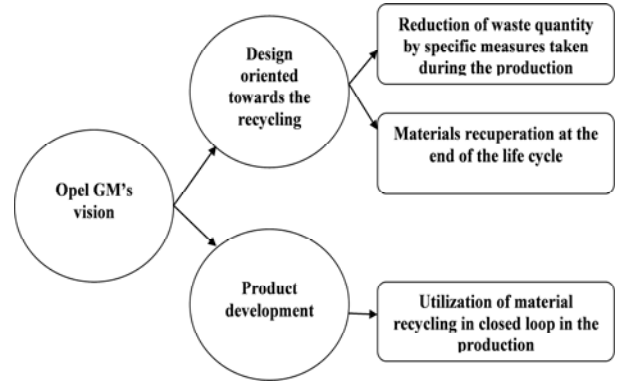 Opel GM's
vision
Design
oriented
towards the
recycling
Product
development
Reduction of waste quantity
by specific measures taken
during the production
Materials recuperation at the
end of the life cycle
Utilization of material
recycling in closed loop in the
production